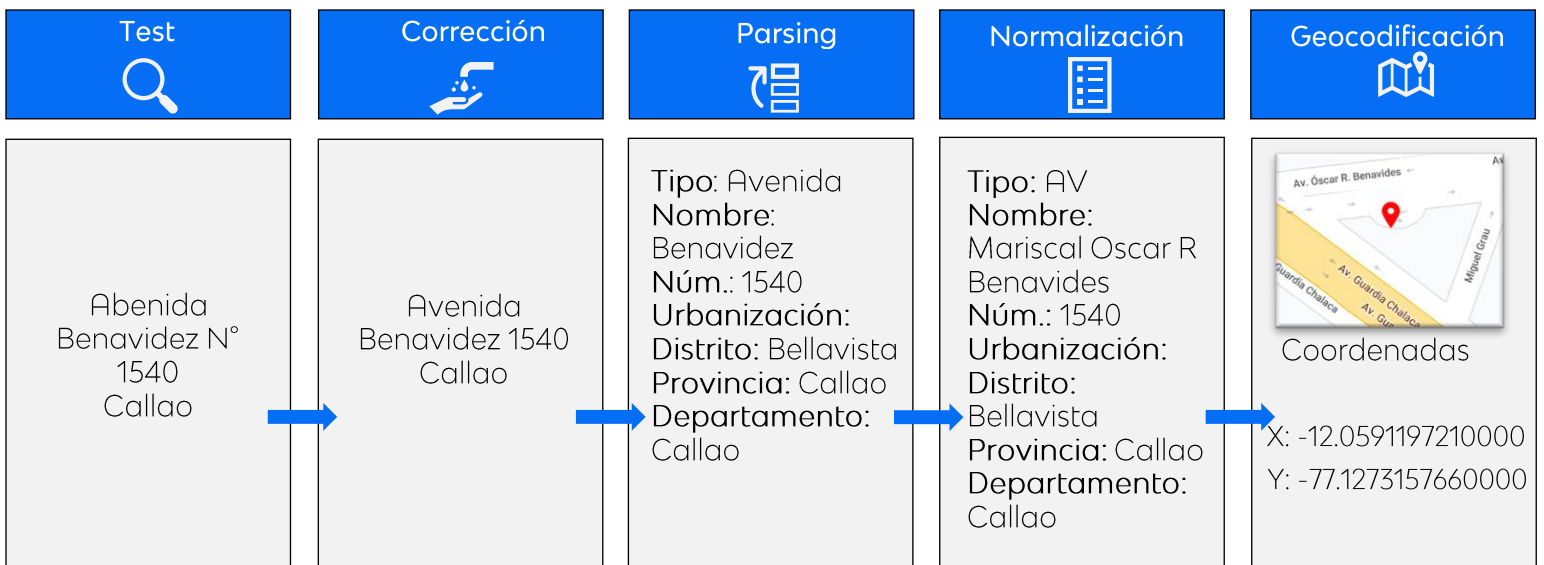 Test
Corrección
Parsing
Normalización
Geocodificación
Abenida
Benavidez N°
1540
Callao
Avenida
Benavidez 1540
Callao
Tipo: Avenida
Nombre:
Benavidez
Núm.: 1540
Urbanización:
Distrito: Bellavista
Provincia: Callao
Departamento:
Callao
Tipo: AV
Nombre:
Mariscal Oscar R
Benavides
Núm.: 1540
Urbanización:
Distrito:
Bellavista
Provincia: Callao
Departamento:
Callao
Av. Óscar R. Benavides
Av
Miguel Grau
Guardia Chalaca
Av. Guardia Chalaca
Av. Gua
Coordenadas
X: -12.0591197210000
Y: -77.1273157660000